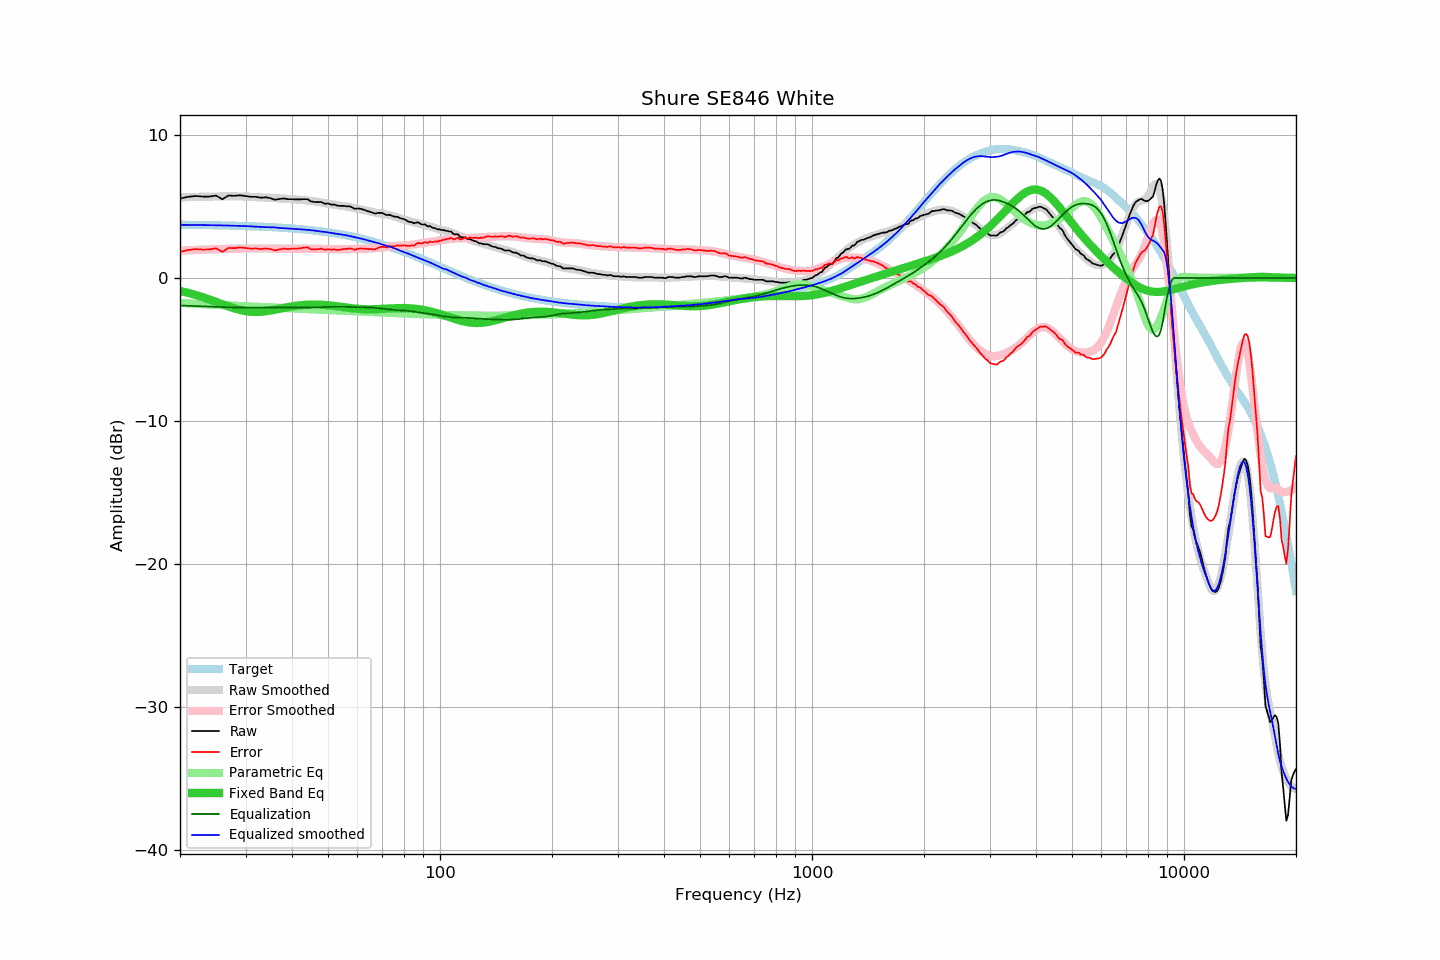 Shure SE846 White
10
0
−10
−20
−30
−40
Amplitude (dBr)
Target
Raw Smoothed
Error Smoothed
Raw
Error
Parametric Eq
Fixed Band Eq
Equalization
Equalized smoothed
100
1000
10000
Frequency (Hz)